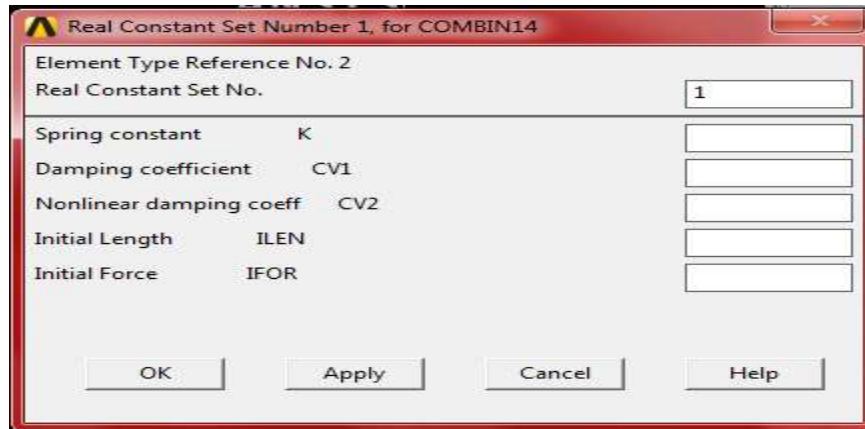 Real Constant Set Number 1, for COMBIN14
Element Type Reference No. 2
Real Constant Set No. 1
Spring constant K
Damping coefficient CV1
Nonlinear damping coeff CV2
Initial Length ILEN
Initial Force IFOR
OK Apply Cancel Help